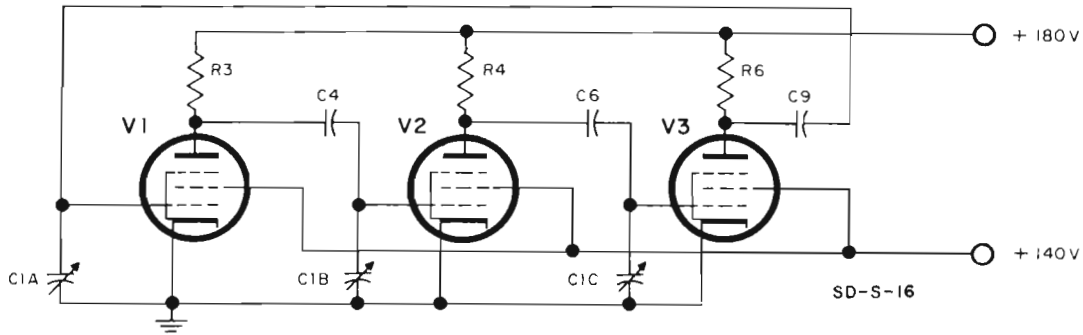 + 180V
R3
R4
R6
C4
C6
C9
V1
V2
V3
C1A
C1B
C1C
+ 140V
SD-S-16